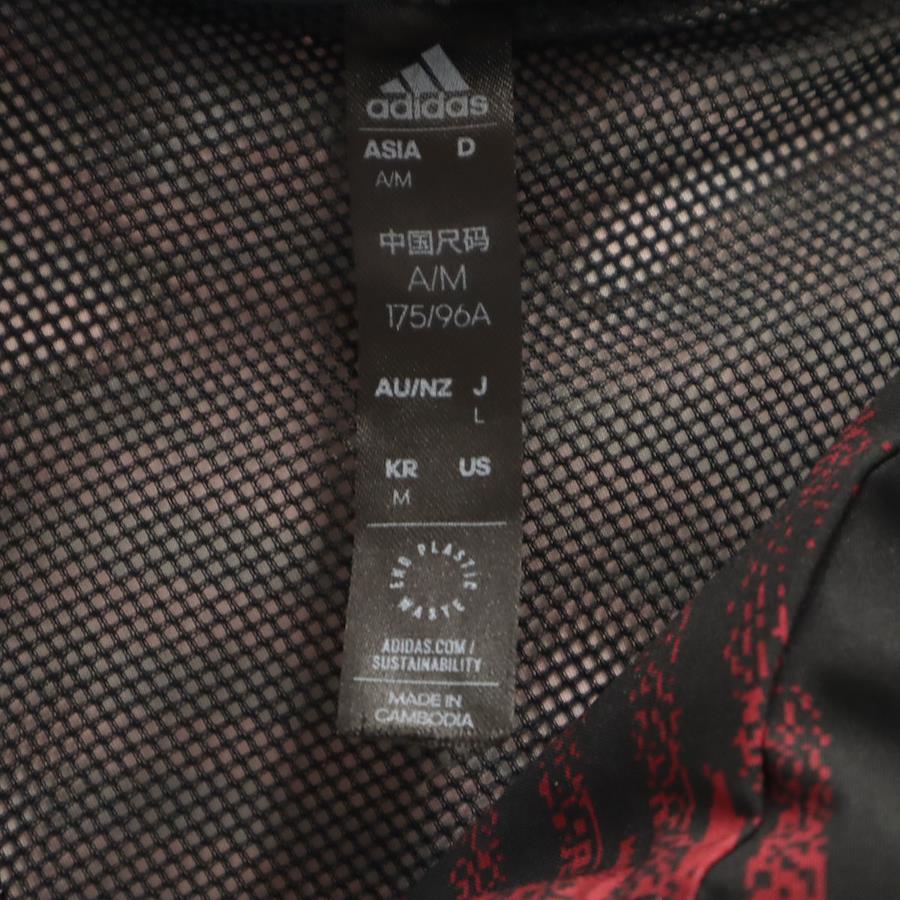 adidas
ASIA D
A/M
中国尺码
A/M
175/96A
AU/NZ J
L
KR US
M
END PLASTIC WASTE
ADIDAS.COM/
SUSTAINABILITY
MADE IN
CAMBODIA